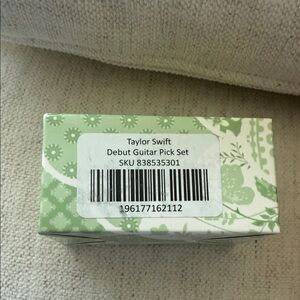 Taylor Swift
Debut Guitar Pick Set
SKU 838535301
196177162112